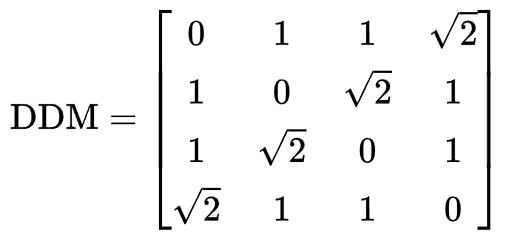 0 1 1 √2
1 0 √2 1
DDM =
1 √2 0 1
√2 1 1 0